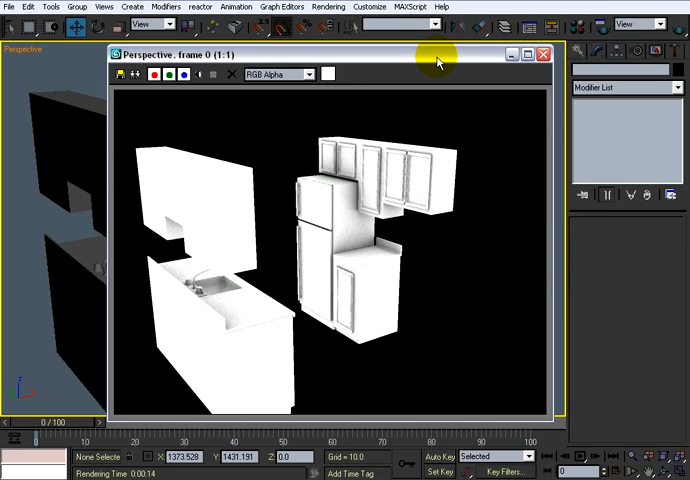 File Edit Tools Group Views Create Modifiers reactor Animation Graph Editors Rendering Customize MAXScript Help
View 2.5 View
Perspective
Perspective, frame 0 (1:1)
RGB Alpha
Modifier List
0 / 100
0 10 20 30 40 50 60 70 80 90 100
None Selecte X: 1373.528 Y: 1431.191 Z: 0.0 Grid = 10.0 Auto Key Selected
Rendering Time 0:00:14 Add Time Tag Set Key Key Filters... 0